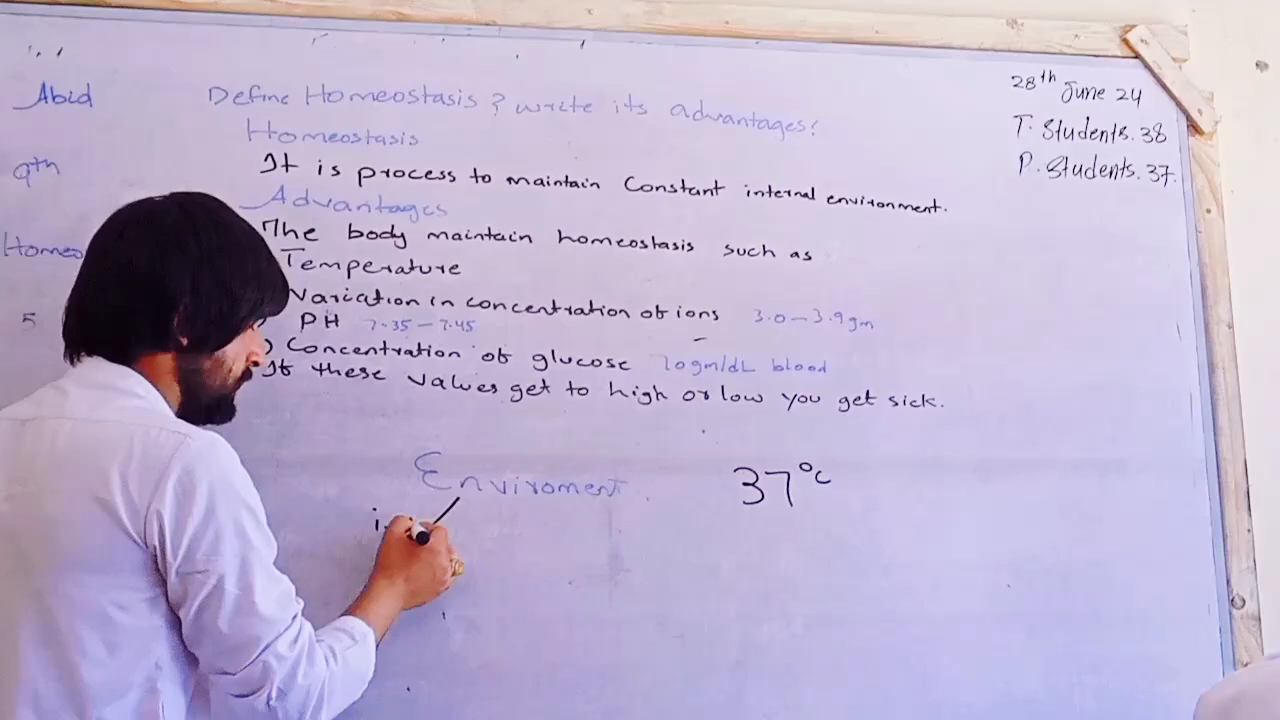 Abid
9th
Homeo
5
Define Homeostasis? write its advantages?
Homeostasis
It is process to maintain constant internal environment.
Advantages
The body maintain homeostasis such as
Temperature
Variation in concentration of ions 3.0-3.9gm
PH 7.35-7.45
Concentration of glucose 70gm/dL blood
If these values get to high or low you get sick.
Enviroment
37°C
28th June 24
T. Students. 38
P. Students. 37.